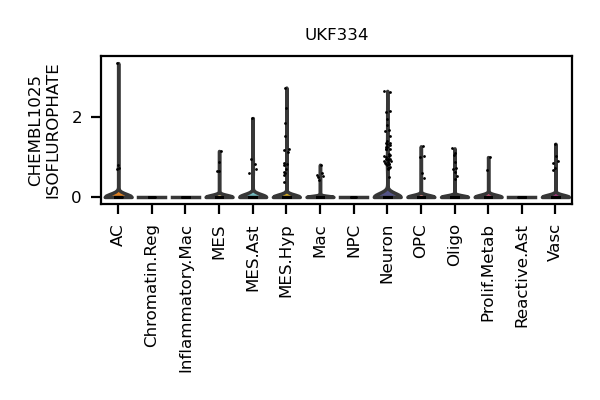 UKF334
CHEMBL1025
ISOFLUROPHATE
2
0
AC
Chromatin.Reg
Inflammatory.Mac
MES
MES.Ast
MES.Hyp
Mac
NPC
Neuron
OPC
Oligo
Prolif.Metab
Reactive.Ast
Vasc